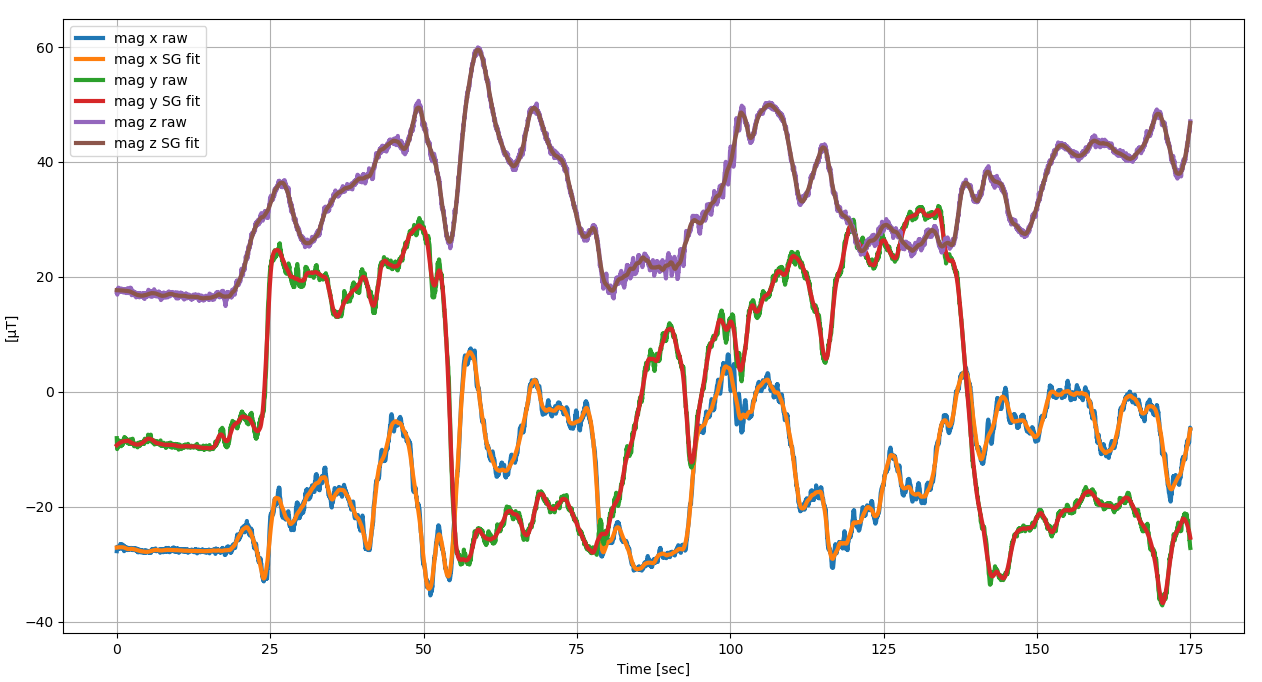 mag x raw
mag x SG fit
mag y raw
mag y SG fit
mag z raw
mag z SG fit
60
40
20
0
−20
−40
[µT]
0 25 50 75 100 125 150 175
Time [sec]